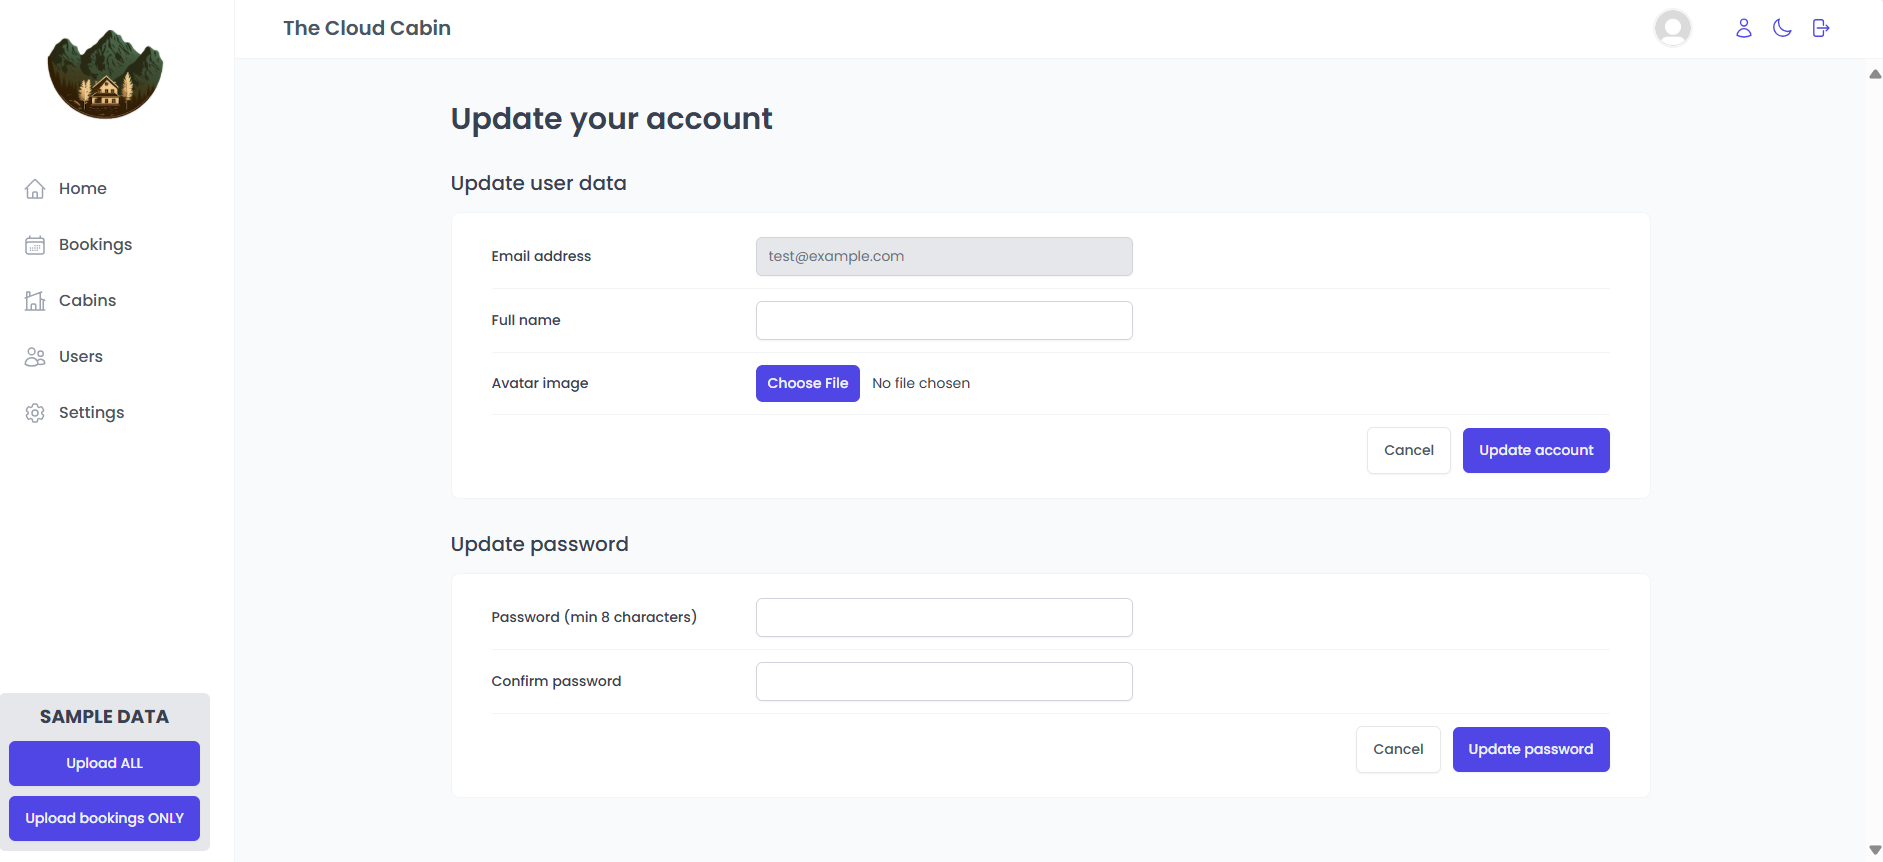 The Cloud Cabin
Home
Bookings
Cabins
Users
Settings
SAMPLE DATA
Upload ALL
Upload bookings ONLY
Update your account
Update user data
Email address
test@example.com
Full name
Avatar image
Choose File No file chosen
Cancel
Update account
Update password
Password (min 8 characters)
Confirm password
Cancel
Update password